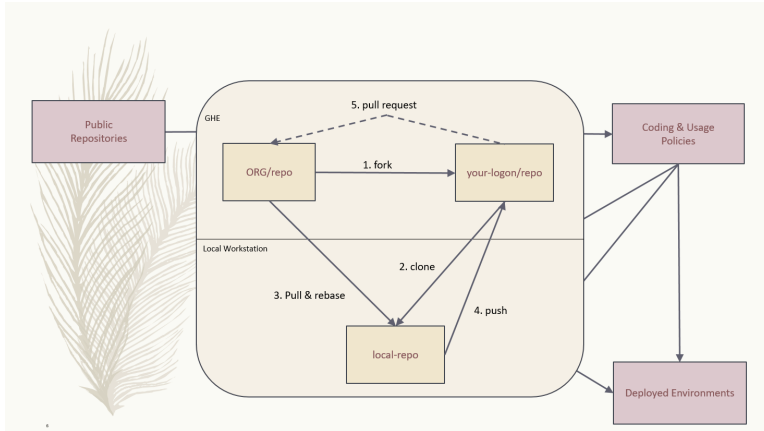 5. pull request
GHE
Public
Repositories
Coding & Usage
Policies
ORG/repo
1. fork
your-logon/repo
Local Workstation
2. clone
3. Pull & rebase
4. push
local-repo
Deployed Environments